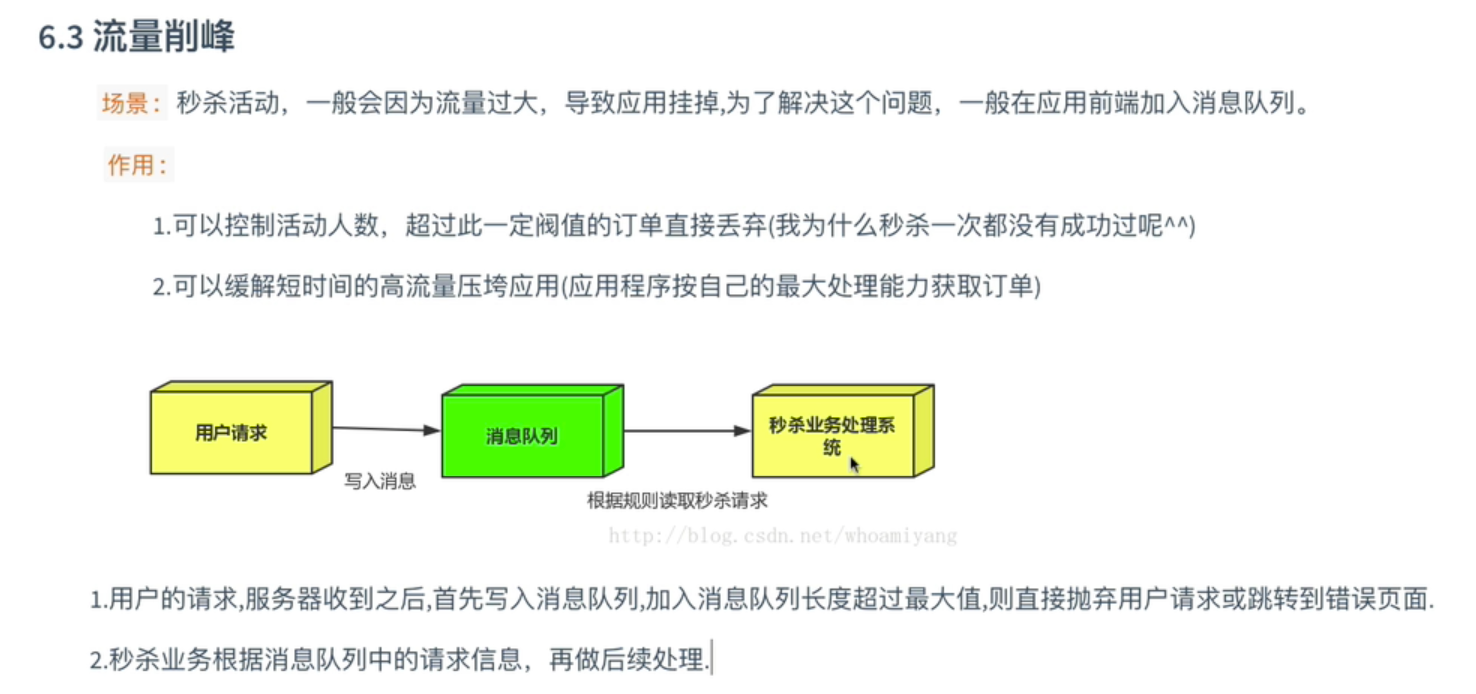 6.3 流量削峰
场景： 秒杀活动，一般会因为流量过大，导致应用挂掉,为了解决这个问题，一般在应用前端加入消息队列。
作用：
1.可以控制活动人数，超过此一定阀值的订单直接丢弃(我为什么秒杀一次都没有成功过呢^^)
2.可以缓解短时间的高流量压垮应用(应用程序按自己的最大处理能力获取订单)
用户请求
写入消息
消息队列
根据规则读取秒杀请求
秒杀业务处理系
统
http://blog.csdn.net/whoamiyang
1.用户的请求,服务器收到之后,首先写入消息队列,加入消息队列长度超过最大值,则直接抛弃用户请求或跳转到错误页面.
2.秒杀业务根据消息队列中的请求信息，再做后续处理.